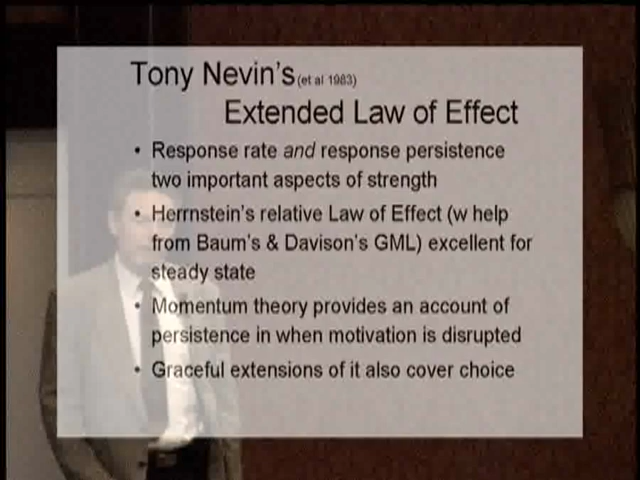 Tony Nevin's (et al 1983)
Extended Law of Effect
• Response rate and response persistence
two important aspects of strength
• Herrnstein's relative Law of Effect (w help
from Baum's & Davison's GML) excellent for
steady state
• Momentum theory provides an account of
persistence in when motivation is disrupted
• Graceful extensions of it also cover choice